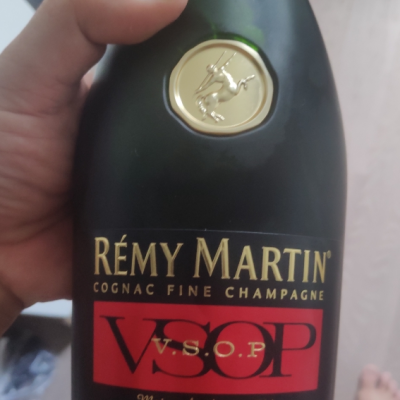 RÉMY MARTIN®
COGNAC FINE CHAMPAGNE
VSOP
V.S.O.P